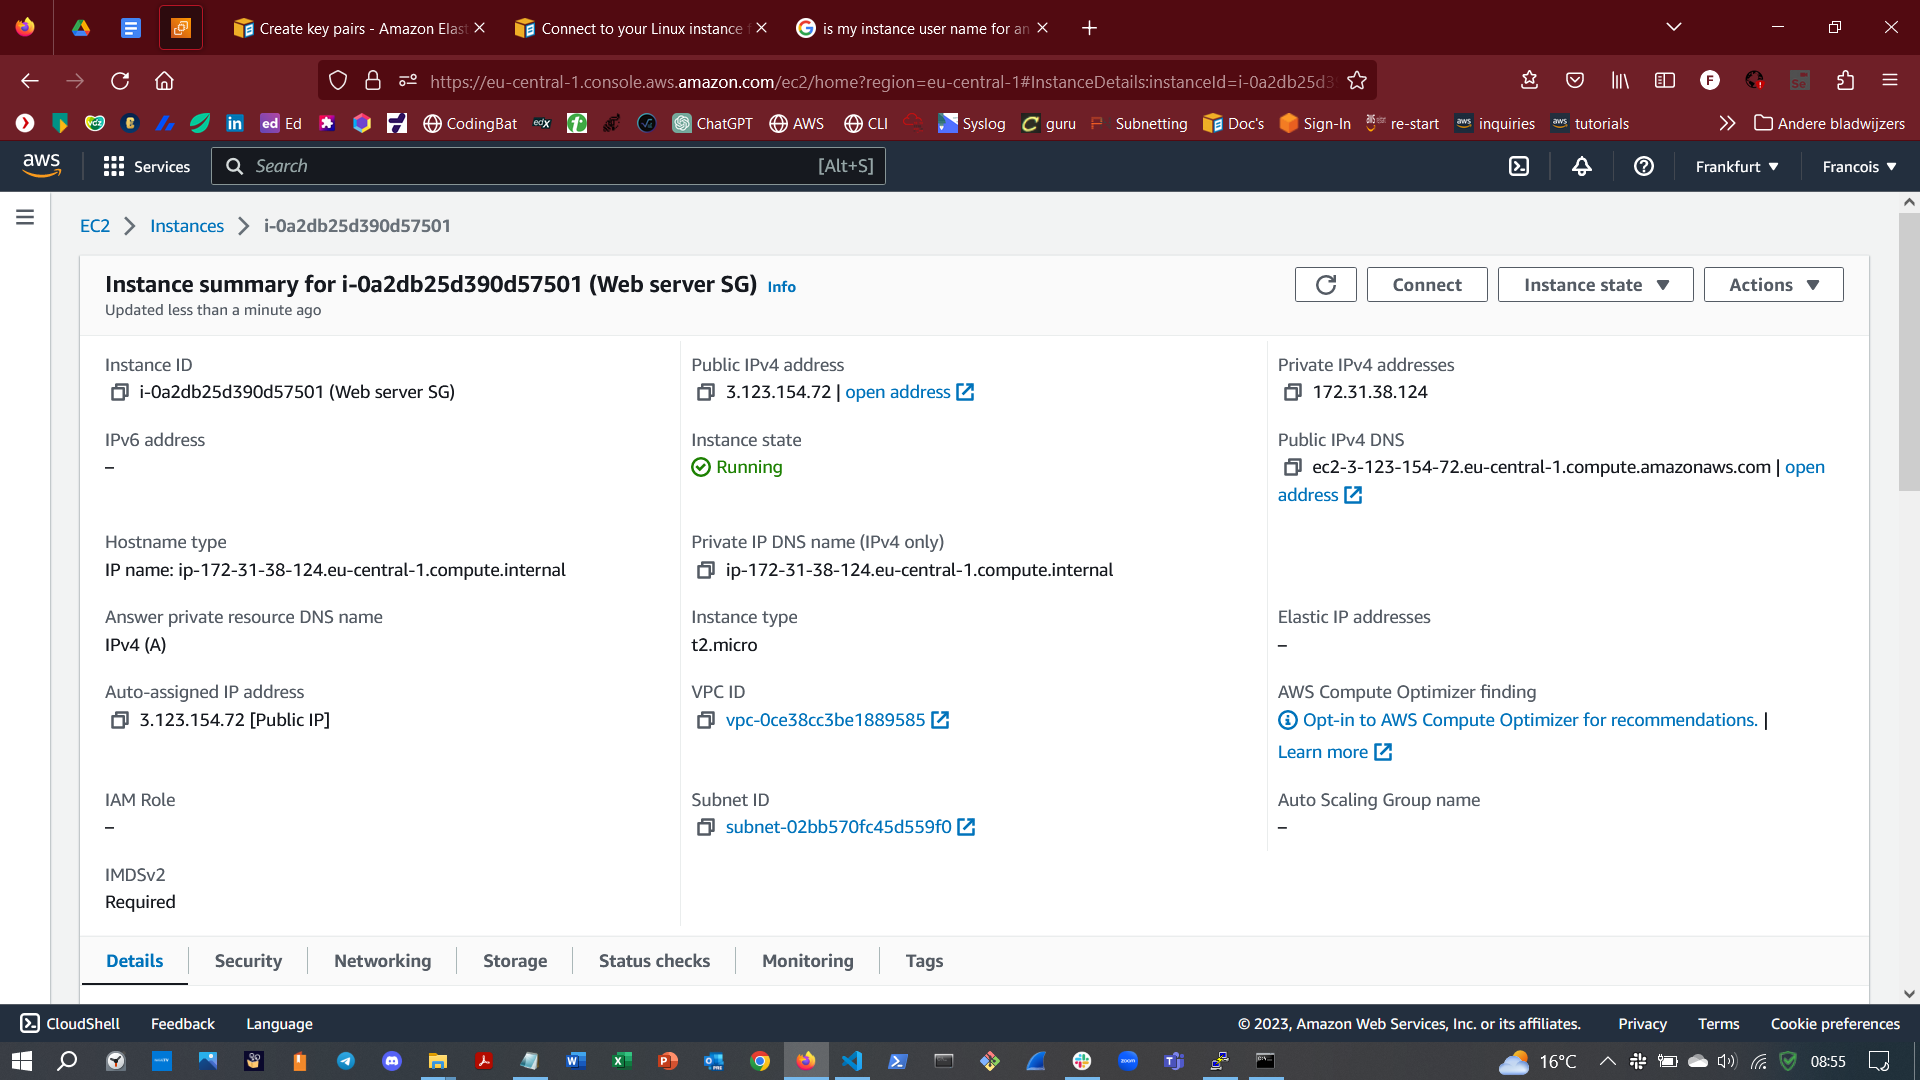 Create key pairs - Amazon Elast
Connect to your Linux instance f
is my instance user name for an
https://eu-central-1.console.aws.amazon.com/ec2/home?region=eu-central-1#InstanceDetails:instanceId=i-0a2db25d3
ed Ed
CodingBat
edx
ChatGPT
AWS
CLI
Syslog
guru
Subnetting
Doc's
Sign-In
re-start
aws inquiries
aws tutorials
Andere bladwijzers
aws
Services
Search
[Alt+S]
Frankfurt
Francois
EC2
Instances
i-0a2db25d390d57501
Instance summary for i-0a2db25d390d57501 (Web server SG) Info
Updated less than a minute ago
Connect
Instance state
Actions
Instance ID
i-0a2db25d390d57501 (Web server SG)
Public IPv4 address
3.123.154.72 | open address
Private IPv4 addresses
172.31.38.124
IPv6 address
–
Instance state
Running
Public IPv4 DNS
ec2-3-123-154-72.eu-central-1.compute.amazonaws.com | open
address
Hostname type
IP name: ip-172-31-38-124.eu-central-1.compute.internal
Private IP DNS name (IPv4 only)
ip-172-31-38-124.eu-central-1.compute.internal
Answer private resource DNS name
IPv4 (A)
Instance type
t2.micro
Elastic IP addresses
–
Auto-assigned IP address
3.123.154.72 [Public IP]
VPC ID
vpc-0ce38cc3be1889585
AWS Compute Optimizer finding
Opt-in to AWS Compute Optimizer for recommendations. |
Learn more
IAM Role
–
Subnet ID
subnet-02bb570fc45d559f0
Auto Scaling Group name
–
IMDSv2
Required
Details
Security
Networking
Storage
Status checks
Monitoring
Tags
CloudShell
Feedback
Language
© 2023, Amazon Web Services, Inc. or its affiliates.
Privacy
Terms
Cookie preferences
16°C
08:55